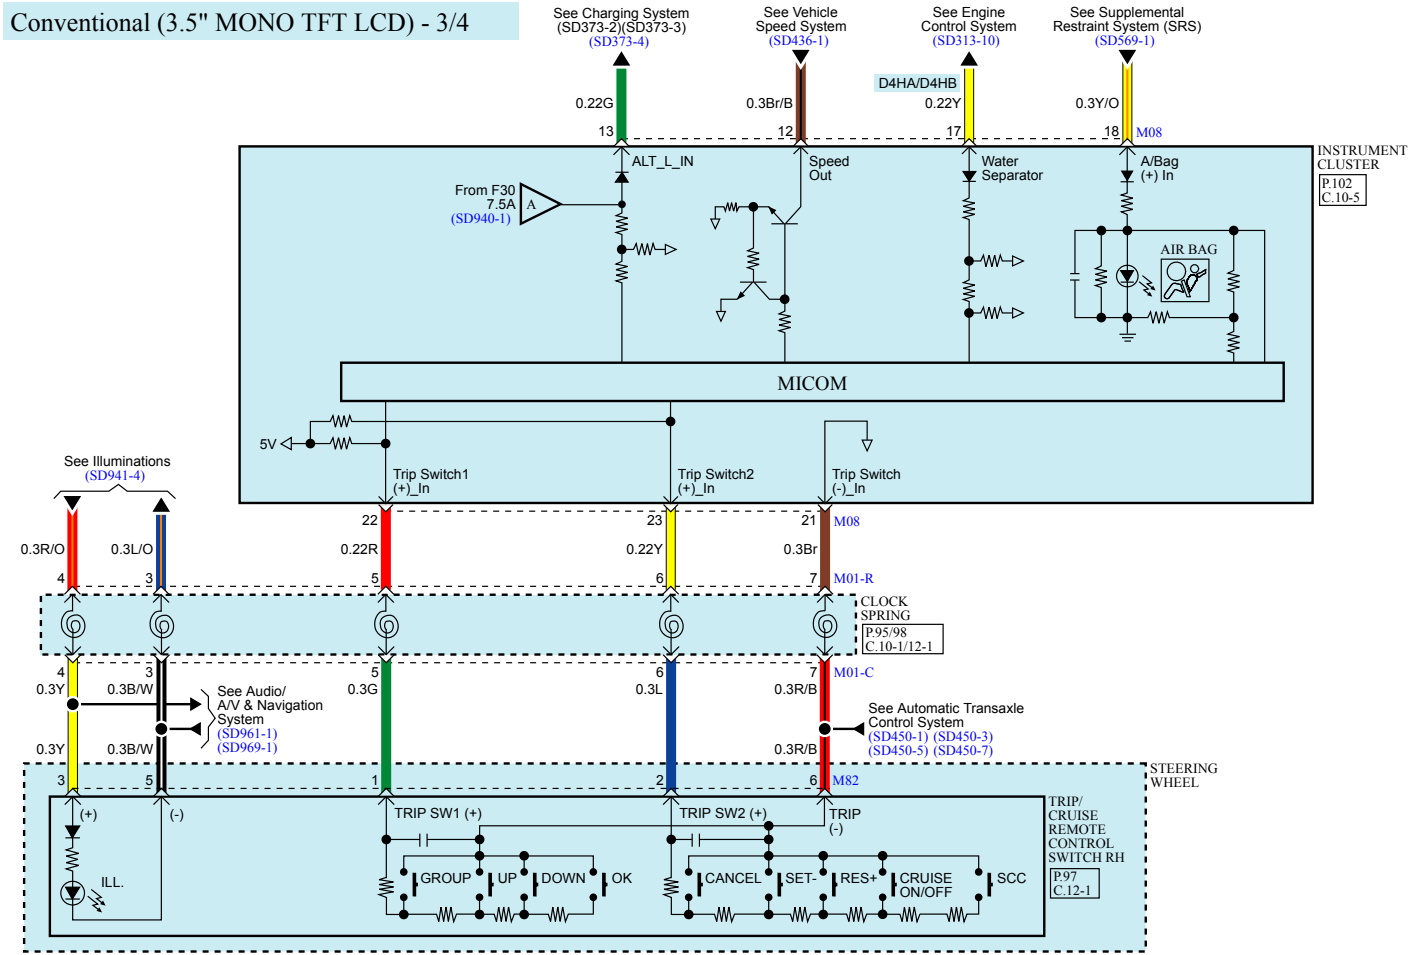 Conventional (3.5" MONO TFT LCD) - 3/4
See Charging System
(SD373-2)(SD373-3)
(SD373-4)
See Vehicle
Speed System
(SD436-1)
See Engine
Control System
(SD313-10)
See Supplemental
Restraint System (SRS)
(SD569-1)
D4HA/D4HB
0.22G
0.3Br/B
0.22Y
0.3Y/O
13
12
17
18
M08
INSTRUMENT
CLUSTER
P.102
C.10-5
ALT_L_IN
Speed
Out
Water
Separator
A/Bag
(+) In
From F30
7.5A
(SD940-1)
A
AIR BAG
MICOM
5V
Trip Switch1
(+)_In
Trip Switch2
(+)_In
Trip Switch
(-)_In
See Illuminations
(SD941-4)
22
23
21
M08
0.3R/O
0.3L/O
0.22R
0.22Y
0.3Br
4
3
5
6
7
M01-R
CLOCK
SPRING
P.95/98
C.10-1/12-1
4
3
5
6
7
M01-C
0.3Y
0.3B/W
0.3G
0.3L
0.3R/B
See Audio/
A/V & Navigation
System
(SD961-1)
(SD969-1)
See Automatic Transaxle
Control System
(SD450-1) (SD450-3)
(SD450-5) (SD450-7)
0.3Y
0.3B/W
0.3R/B
3
5
1
2
6
M82
STEERING
WHEEL
(+)
(-)
TRIP SW1 (+)
TRIP SW2 (+)
TRIP
(-)
TRIP/
CRUISE
REMOTE
CONTROL
SWITCH RH
P.97
C.12-1
ILL.
GROUP
UP
DOWN
OK
CANCEL
SET-
RES+
CRUISE
ON/OFF
SCC